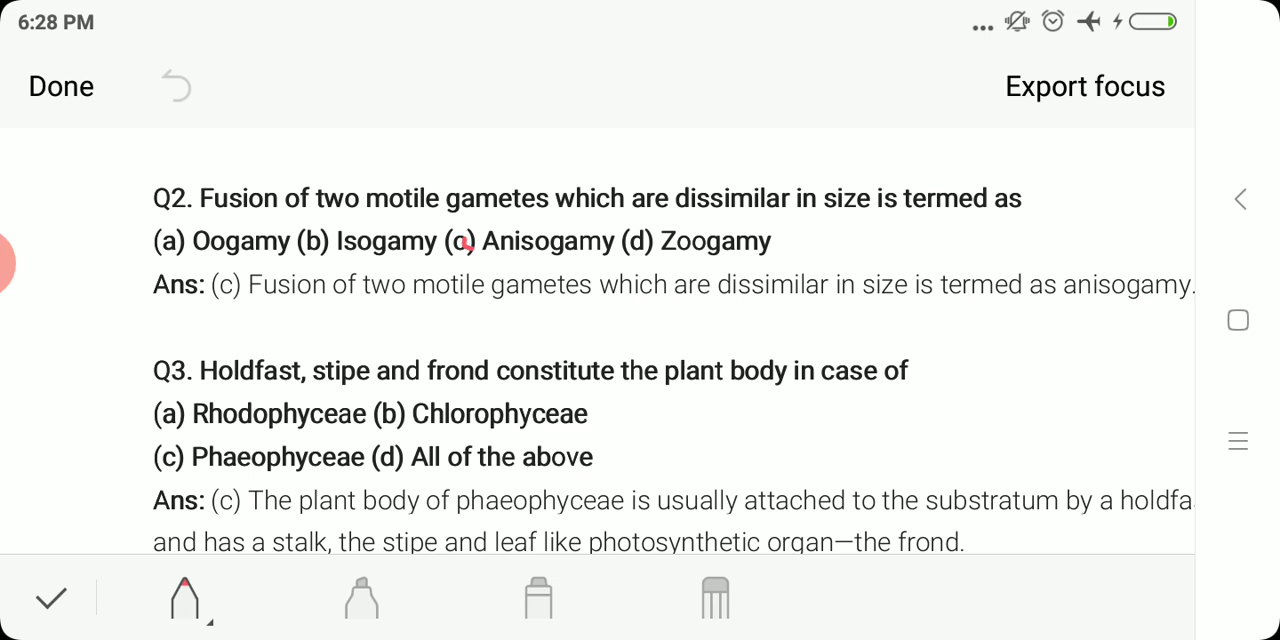 6:28 PM
Done
Export focus
Q2. Fusion of two motile gametes which are dissimilar in size is termed as
(a) Oogamy (b) Isogamy (c) Anisogamy (d) Zoogamy
Ans: (c) Fusion of two motile gametes which are dissimilar in size is termed as anisogamy.
Q3. Holdfast, stipe and frond constitute the plant body in case of
(a) Rhodophyceae (b) Chlorophyceae
(c) Phaeophyceae (d) All of the above
Ans: (c) The plant body of phaeophyceae is usually attached to the substratum by a holdfa
and has a stalk, the stipe and leaf like photosynthetic organ—the frond.